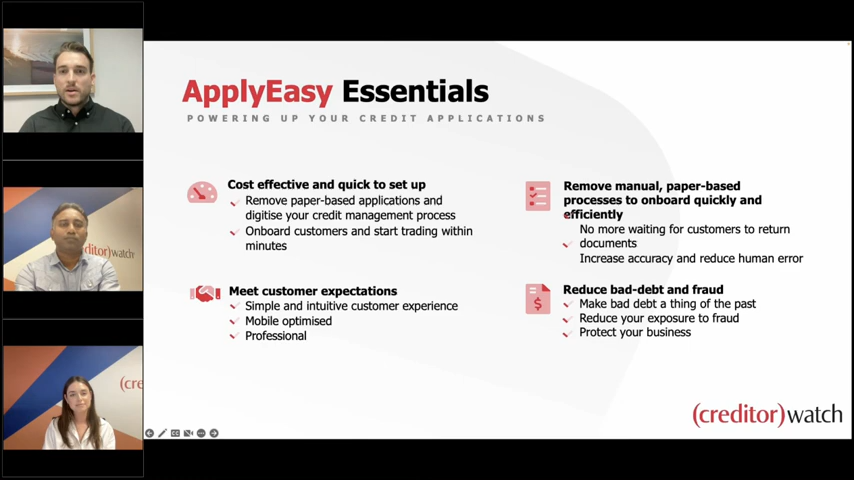 ApplyEasy Essentials
POWERING UP YOUR CREDIT APPLICATIONS
Cost effective and quick to set up
Remove paper-based applications and
digitise your credit management process
Onboard customers and start trading within
minutes
Meet customer expectations
Simple and intuitive customer experience
Mobile optimised
Professional
Remove manual, paper-based
processes to onboard quickly and
efficiently
No more waiting for customers to return
documents
Increase accuracy and reduce human error
Reduce bad-debt and fraud
Make bad debt a thing of the past
Reduce your exposure to fraud
Protect your business
(creditor)watch
ditor)wa
(cre